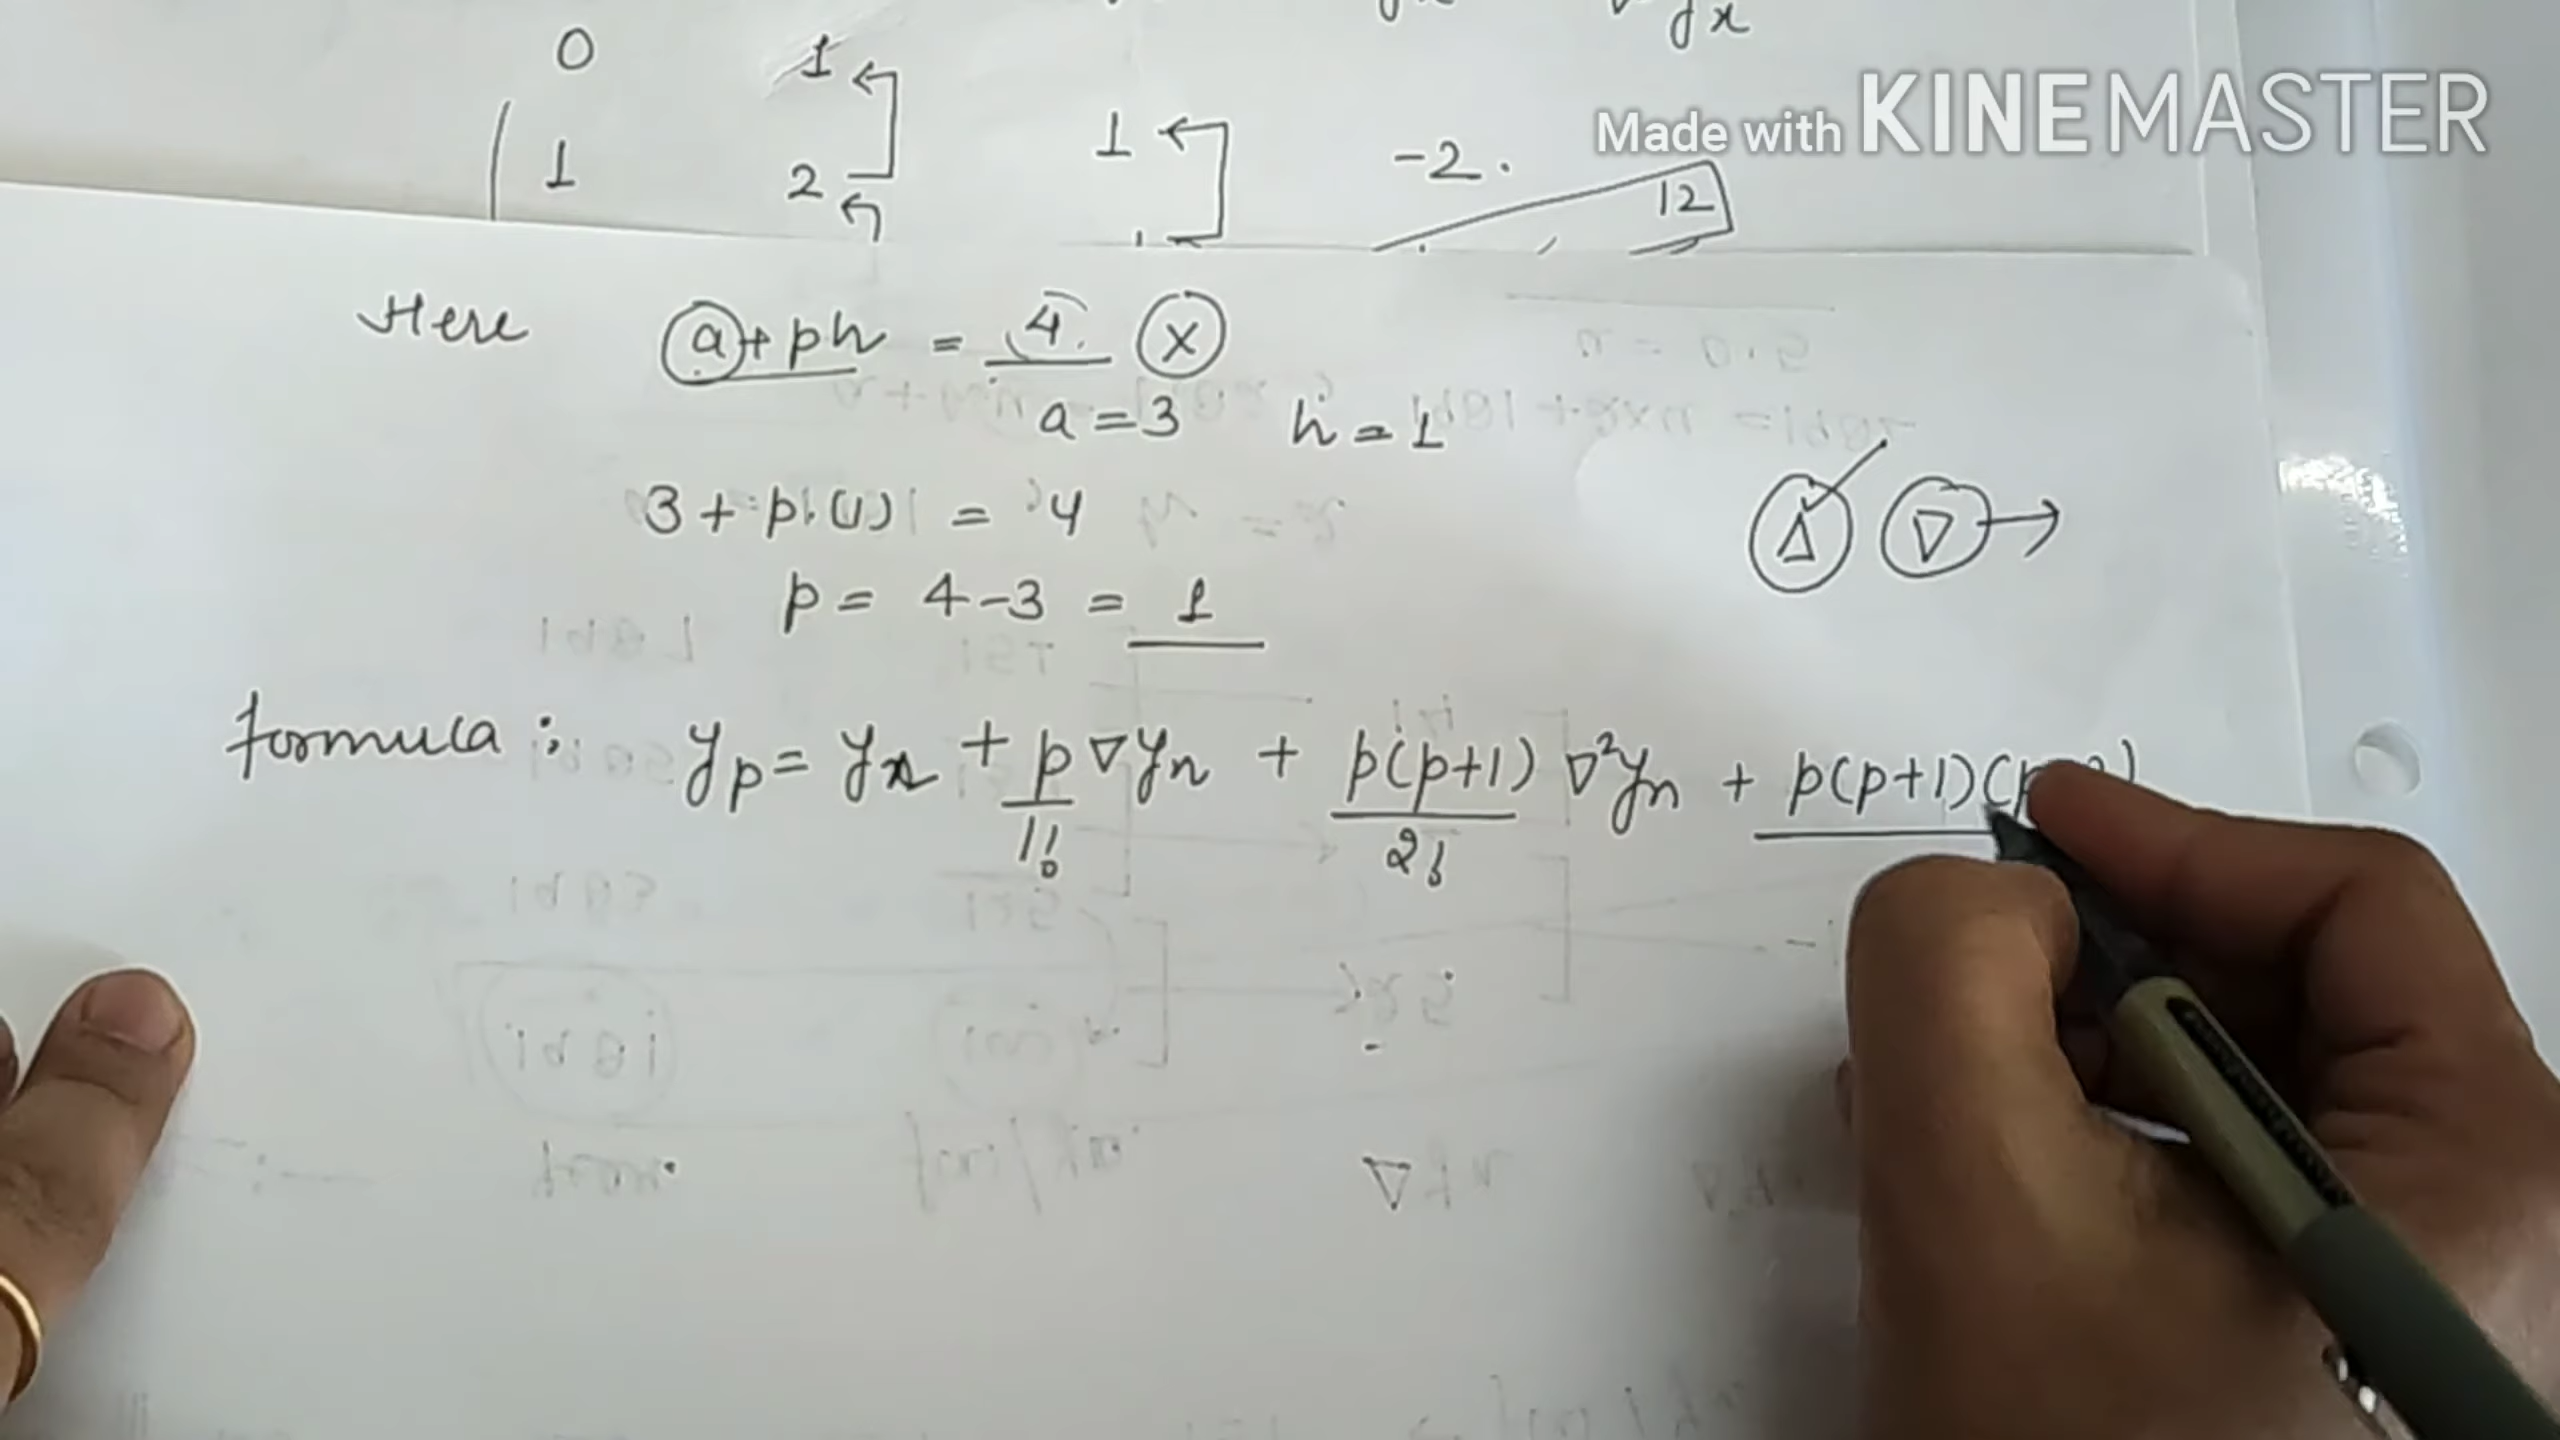 Made with KINEMASTER
0 1
1 2 1 -2. 12
Here a+ph = 4. x
a=3 h=1
3+p.(1) = 4
Δ ∇ →
p = 4-3 = 1
formula : yp = yn + p/1! ∇yn + p(p+1)/2! ∇²yn + p(p+1)(p